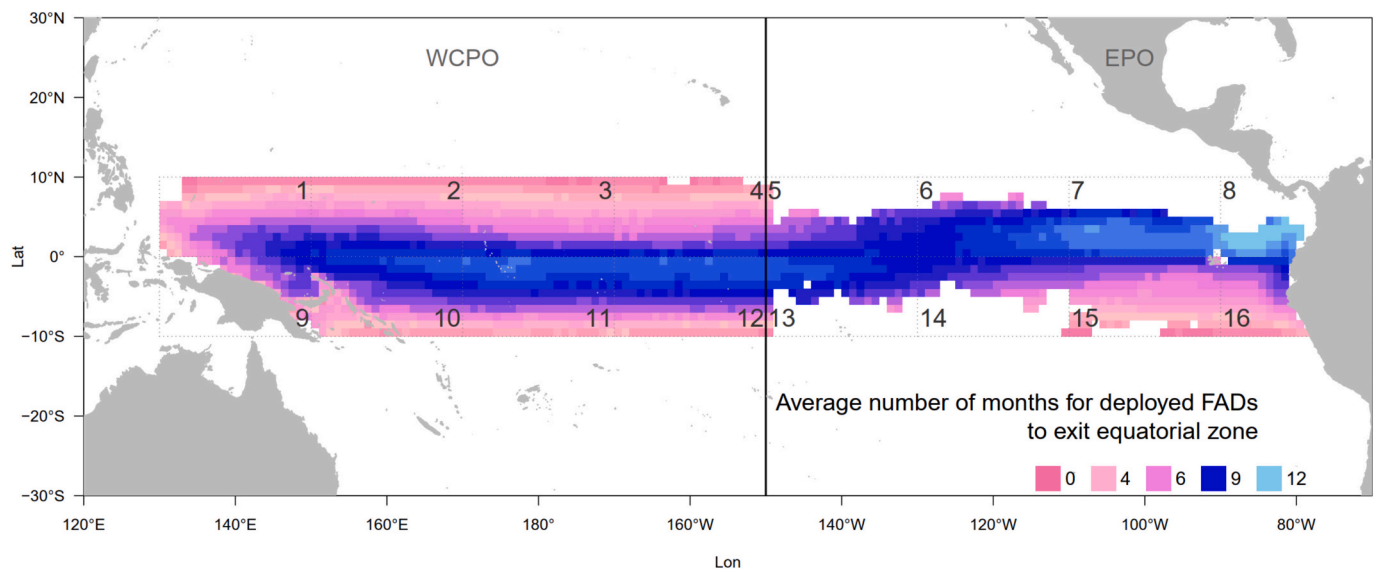 30°N
20°N
10°N
0°
−10°S
−20°S
−30°S
Lat
WCPO
EPO
1
2
3
4
5
6
7
8
9
10
11
12
13
14
15
16
Average number of months for deployed FADs
to exit equatorial zone
0 4 6 9 12
120°E 140°E 160°E 180° 160°W 140°W 120°W 100°W 80°W
Lon